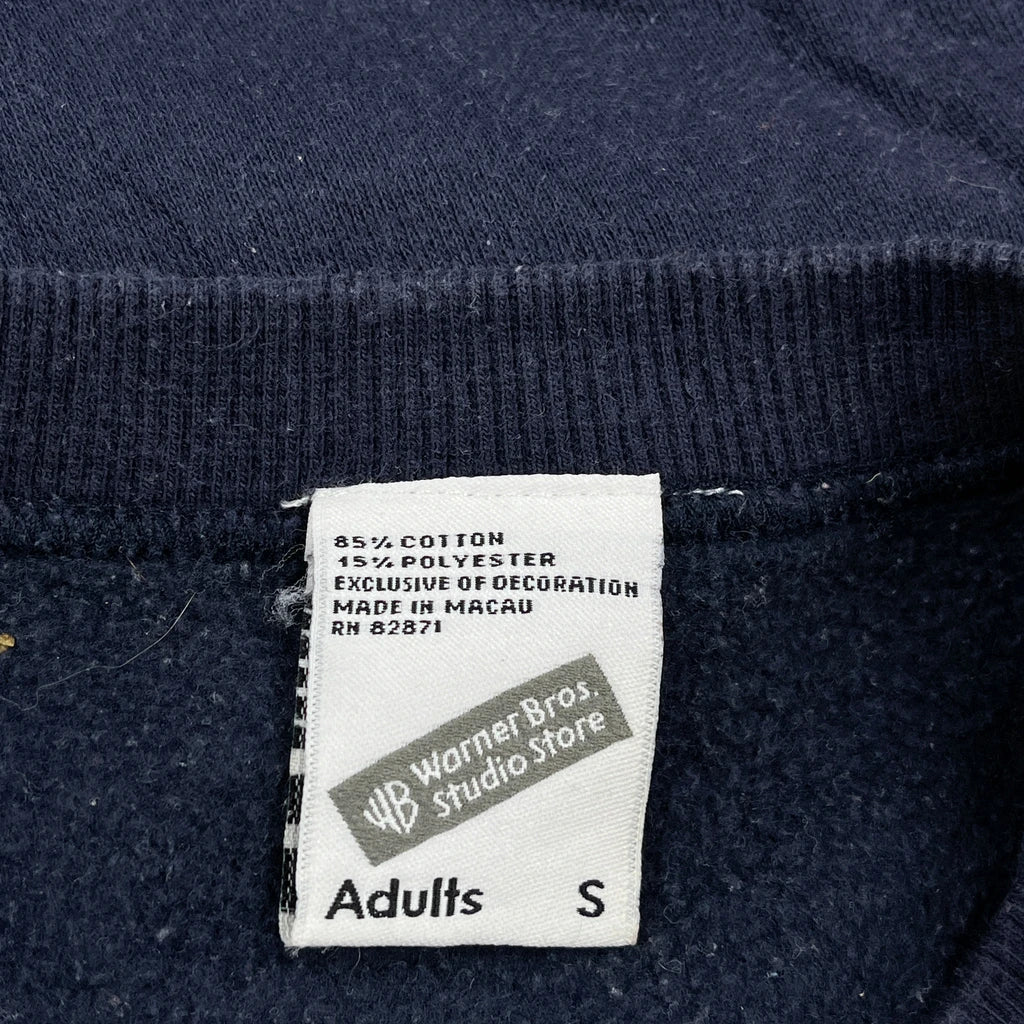 85% COTTON
15% POLYESTER
EXCLUSIVE OF DECORATION
MADE IN MACAU
RN 82871
WB Warner Bros.
Studio Store
Adults S